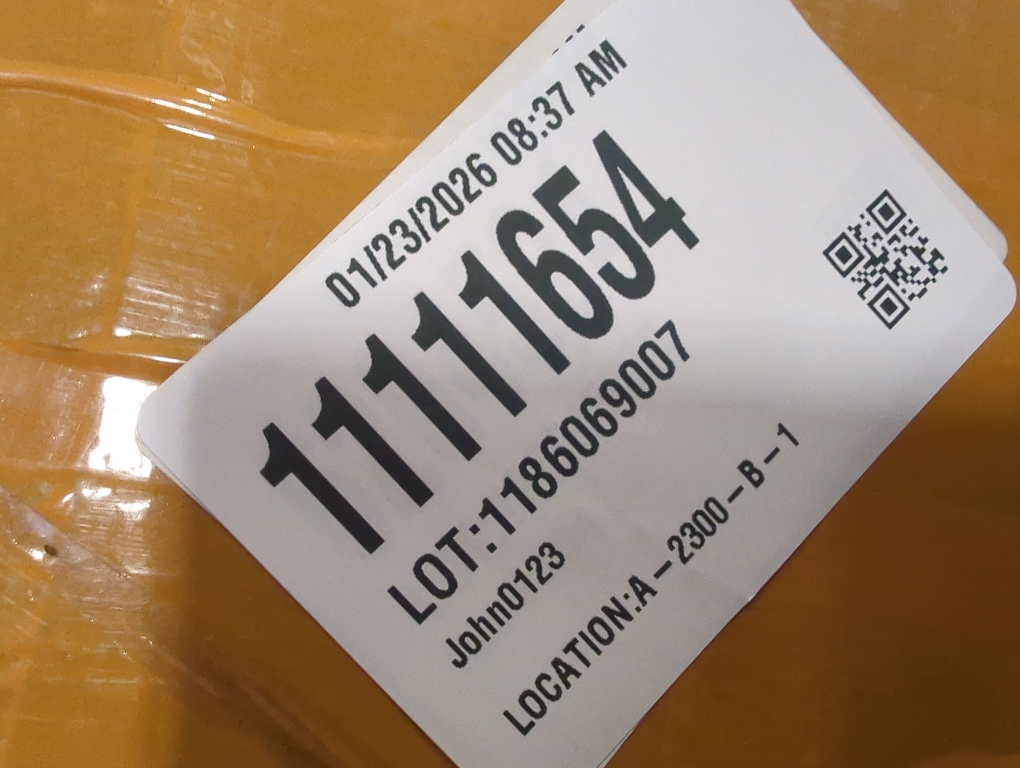 01/23/2026 08:37 AM
1111654
LOT:1186069007
John0123
LOCATION:A-2300-B-1